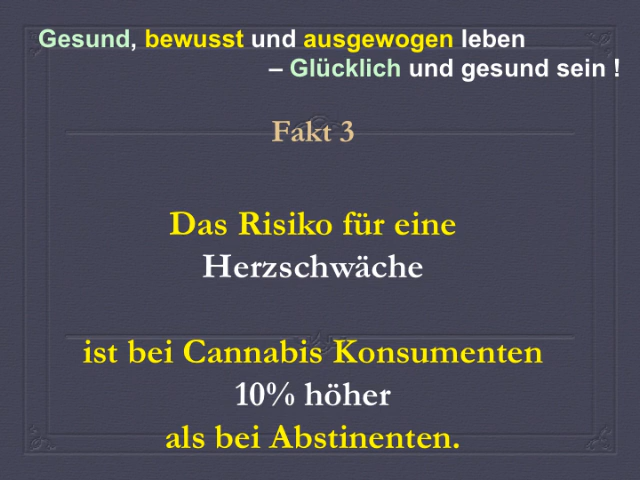 Gesund, bewusst und ausgewogen leben
– Glücklich und gesund sein !
Fakt 3
Das Risiko für eine
Herzschwäche
ist bei Cannabis Konsumenten
10% höher
als bei Abstinenten.